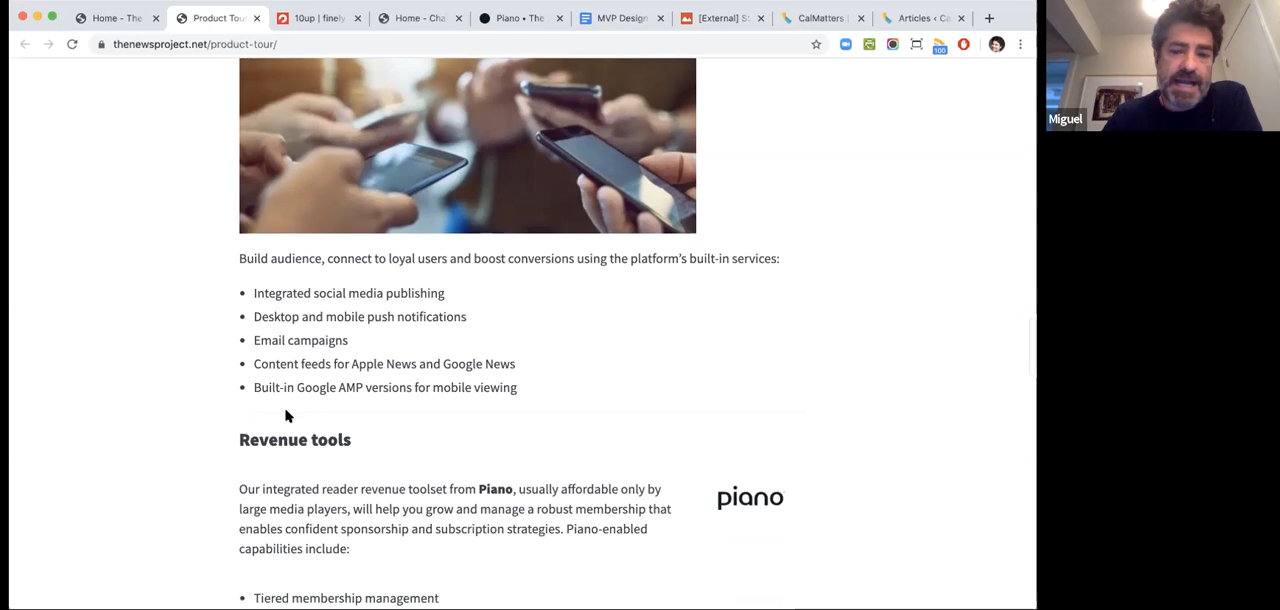 Home - The
Product Tou
10up | finely
Home - Cha
Piano • The
MVP Design
[External] S
CalMatters
Articles ‹ Ca
thenewsproject.net/product-tour/
100
Miguel
Build audience, connect to loyal users and boost conversions using the platform's built-in services:
• Integrated social media publishing
• Desktop and mobile push notifications
• Email campaigns
• Content feeds for Apple News and Google News
• Built-in Google AMP versions for mobile viewing
Revenue tools
Our integrated reader revenue toolset from Piano, usually affordable only by
large media players, will help you grow and manage a robust membership that
enables confident sponsorship and subscription strategies. Piano-enabled
capabilities include:
piano
• Tiered membership management